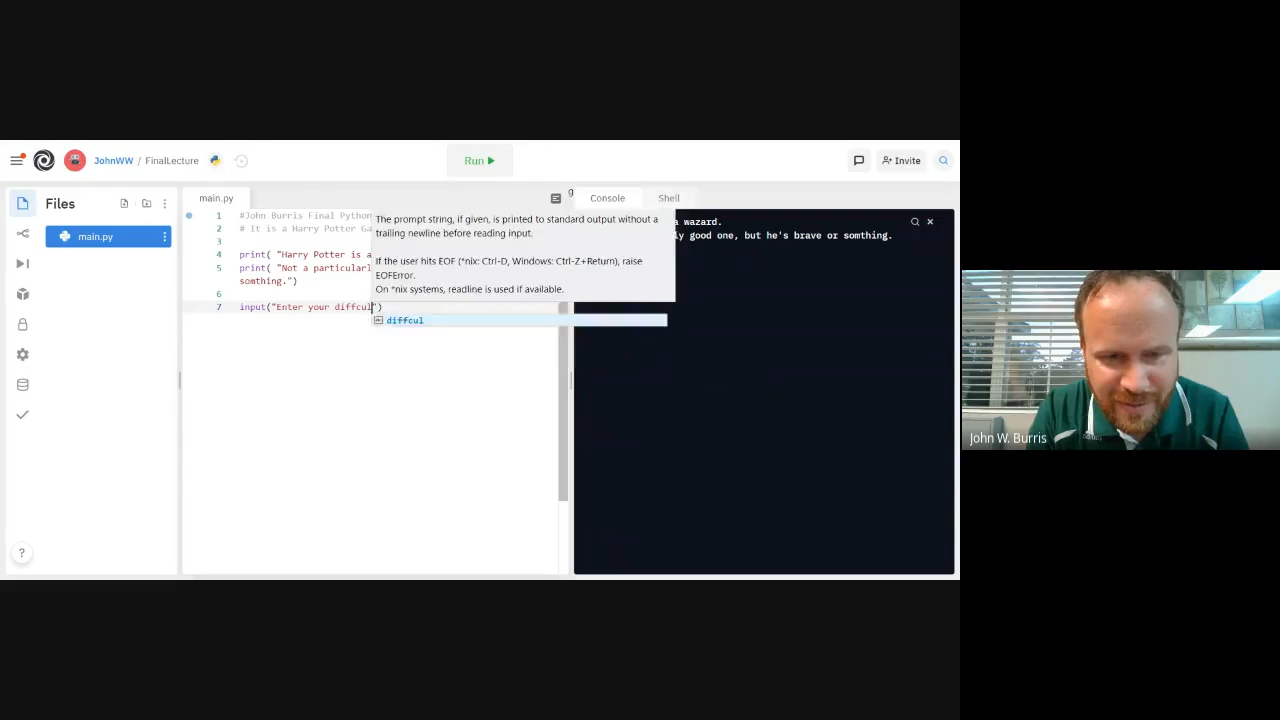 JohnWW / FinalLecture
Run
Invite
Files
main.py
main.py
Console
Shell
1 #John Burris Final Python
2 # It is a Harry Potter Ga
3
4 print( "Harry Potter is a
5 print( "Not a particularl
somthing.")
6
7 input("Enter your diffcul")
diffcul
The prompt string, if given, is printed to standard output without a
trailing newline before reading input.
If the user hits EOF (*nix: Ctrl-D, Windows: Ctrl-Z+Return), raise
EOFError.
On *nix systems, readline is used if available.
a wazard.
ly good one, but he's brave or somthing.
?
John W. Burris